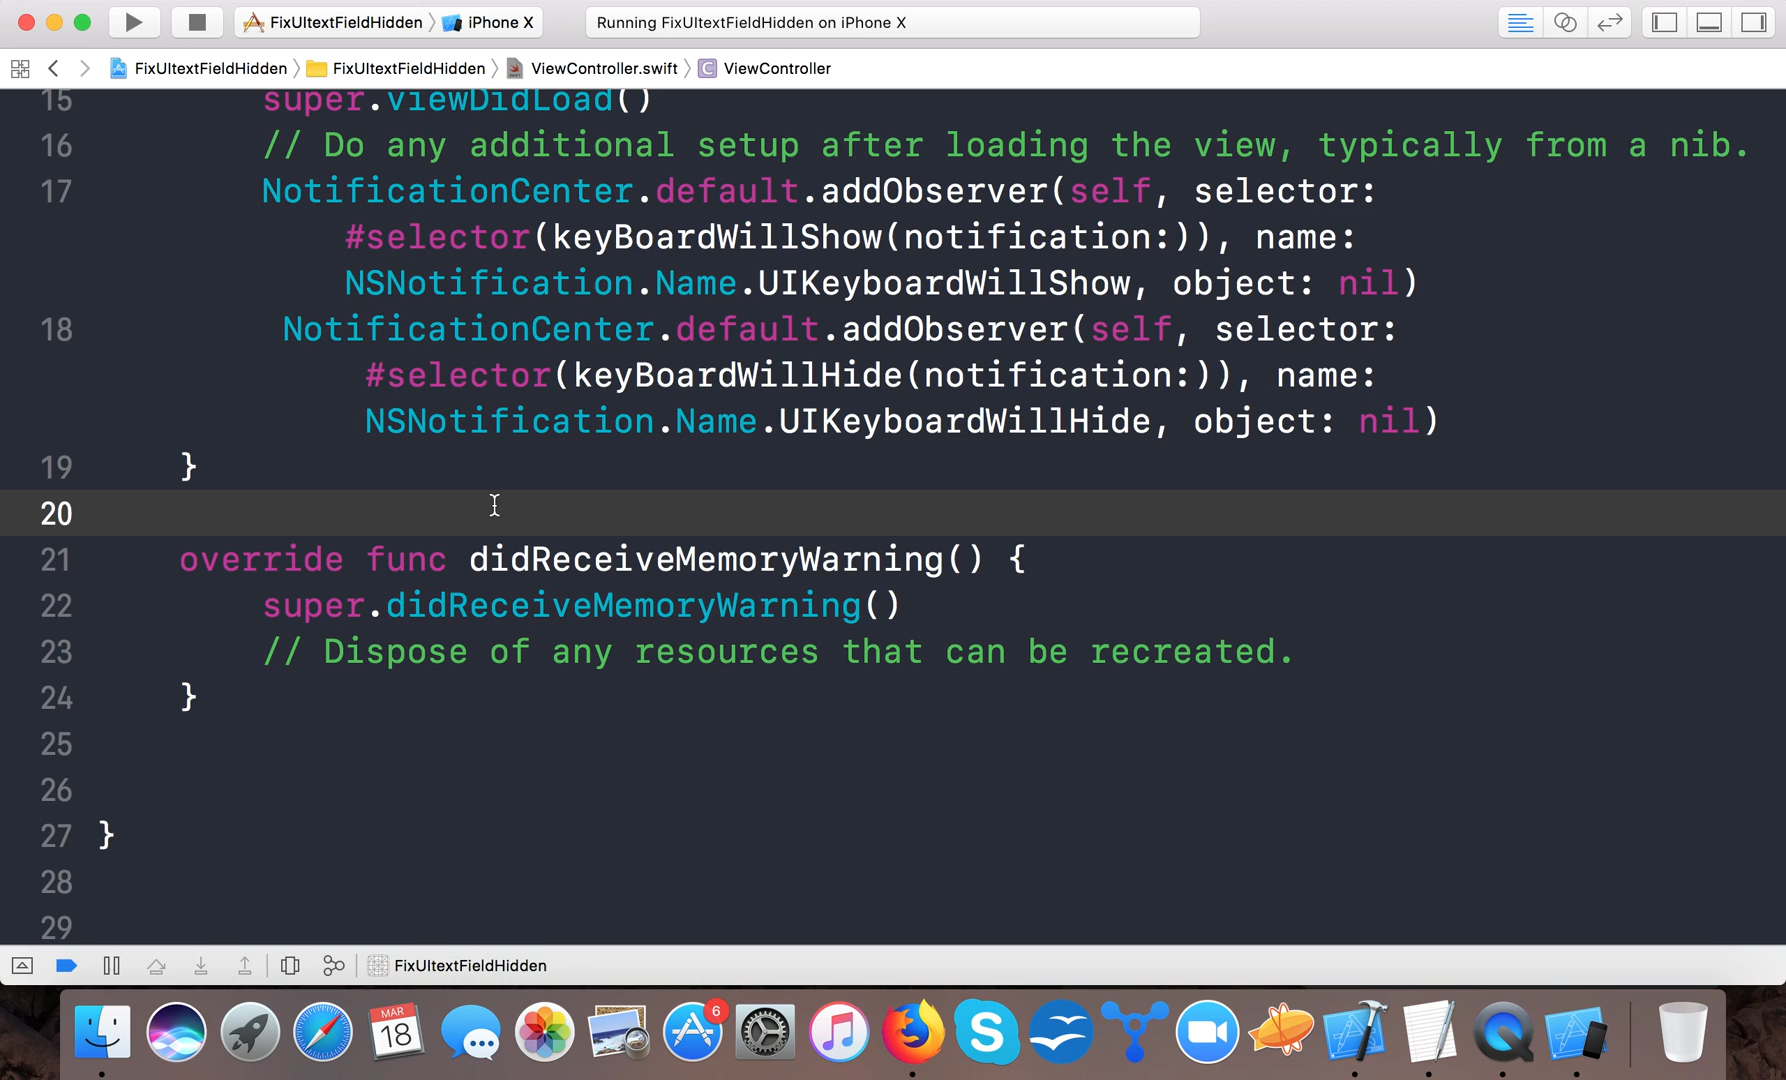 FixUItextFieldHidden iPhone X
Running FixUItextFieldHidden on iPhone X
FixUItextFieldHidden FixUItextFieldHidden ViewController.swift C ViewController
15 super.viewDidLoad()
16 // Do any additional setup after loading the view, typically from a nib.
17 NotificationCenter.default.addObserver(self, selector:
#selector(keyBoardWillShow(notification:)), name:
NSNotification.Name.UIKeyboardWillShow, object: nil)
18 NotificationCenter.default.addObserver(self, selector:
#selector(keyBoardWillHide(notification:)), name:
NSNotification.Name.UIKeyboardWillHide, object: nil)
19 }
20
21 override func didReceiveMemoryWarning() {
22 super.didReceiveMemoryWarning()
23 // Dispose of any resources that can be recreated.
24 }
25
26
27 }
28
29
FixUItextFieldHidden
MAR
18
6
S